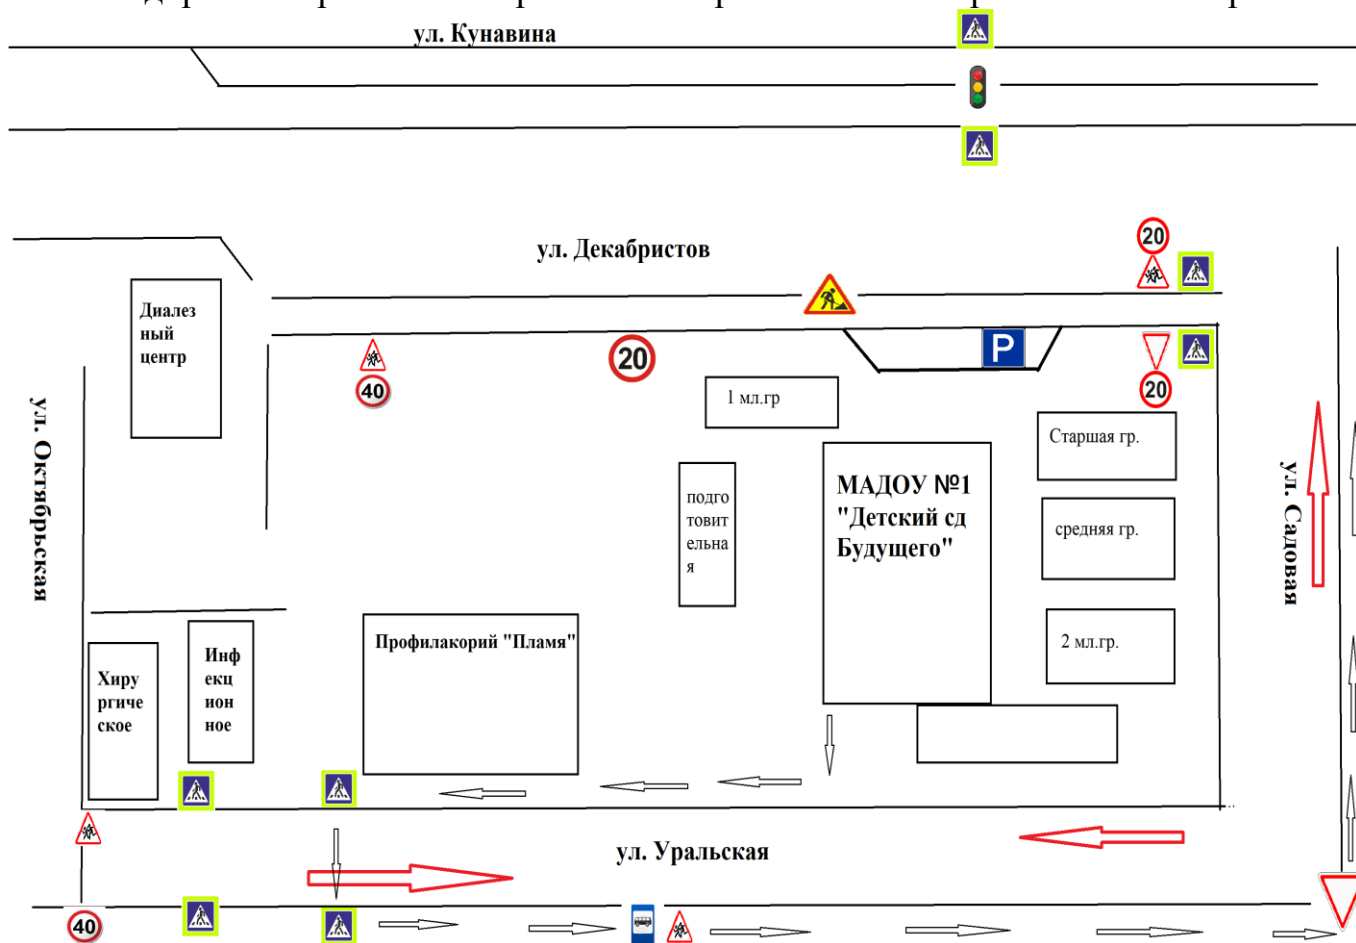 ул. Кунавина
ул. Декабристов
20
Диалез
ный
центр
40
20
P
20
1 мл.гр
Старшая гр.
ул. Октябрьская
подго
товит
ельна
я
МАДОУ №1
"Детский сд
Будущего"
средняя гр.
ул. Садовая
Профилакорий "Пламя"
2 мл.гр.
Хиру
ргиче
ское
Инф
екц
ион
ное
ул. Уральская
40